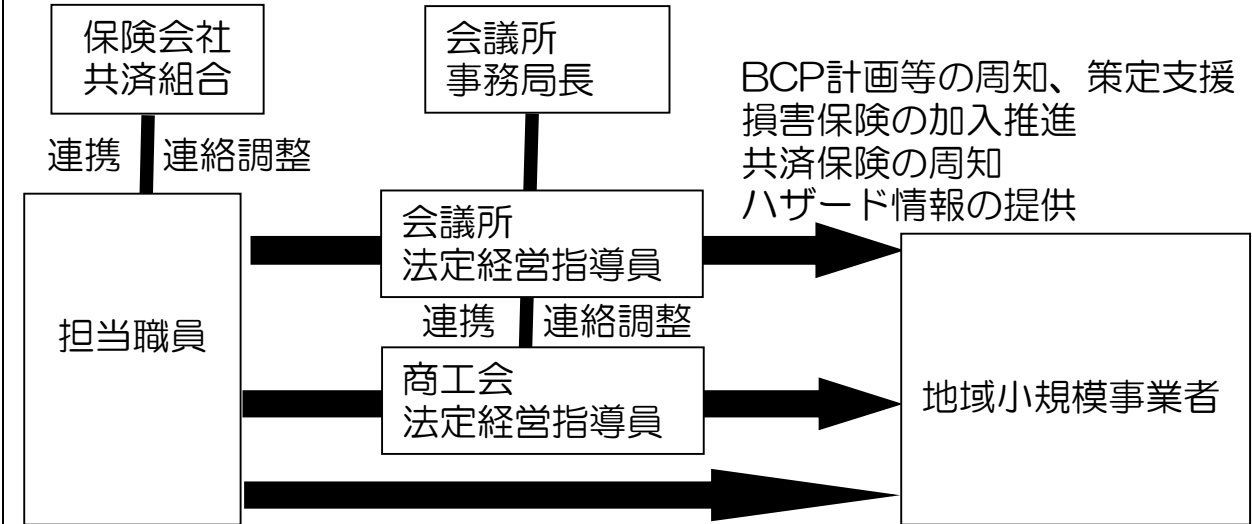 保険会社
共済組合
会議所
事務局長
BCP計画等の周知、策定支援
損害保険の加入推進
共済保険の周知
ハザード情報の提供
連携
連絡調整
担当職員
会議所
法定経営指導員
連携
連絡調整
商工会
法定経営指導員
地域小規模事業者